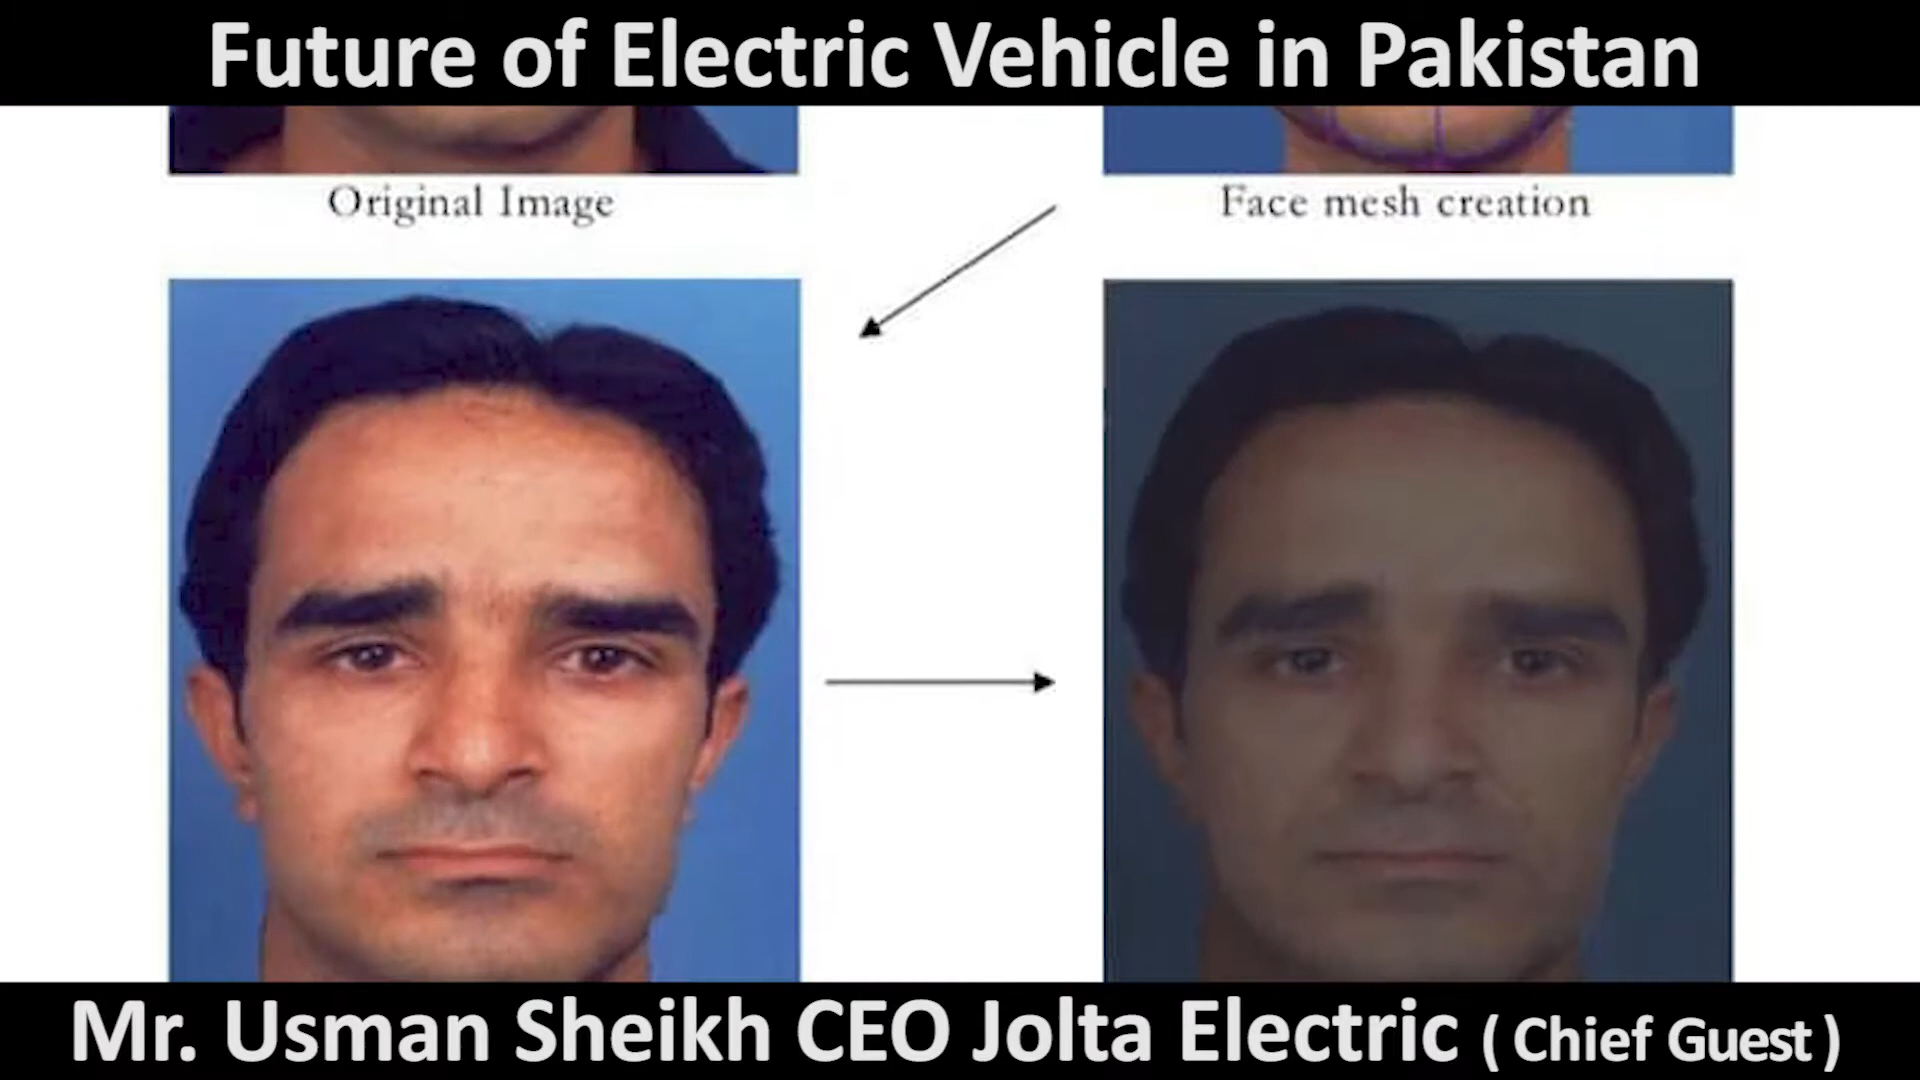 Future of Electric Vehicle in Pakistan
Original Image
Face mesh creation
Mr. Usman Sheikh CEO Jolta Electric ( Chief Guest )